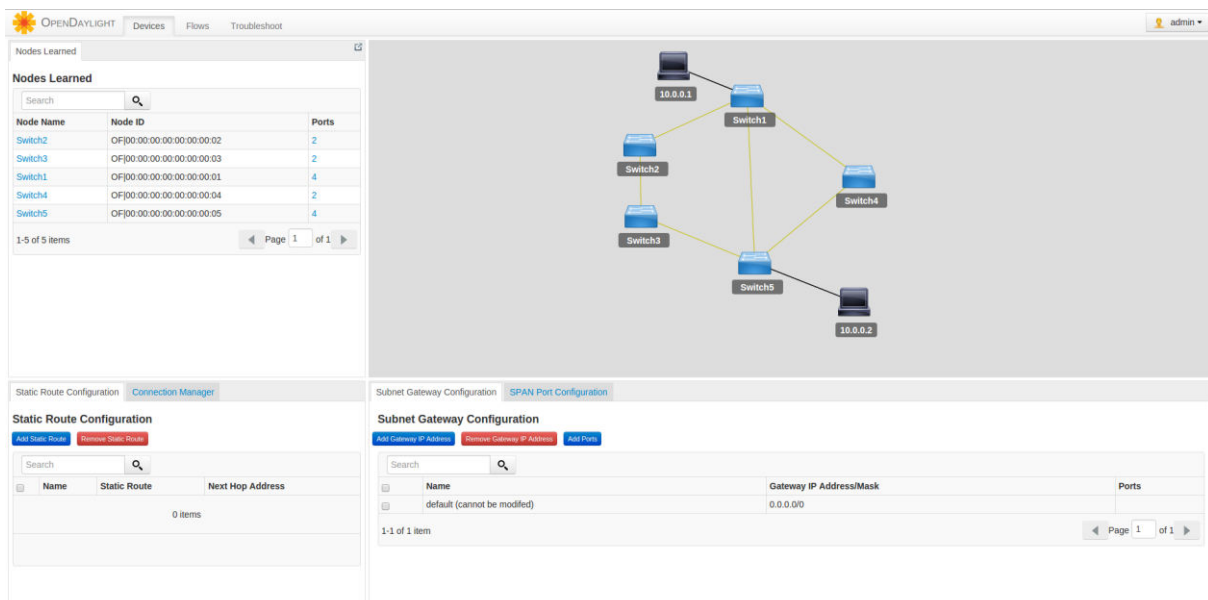 OPENDAYLIGHT Devices Flows Troubleshoot admin
Nodes Learned
Nodes Learned
Search
Node Name Node ID Ports
Switch2 OF|00:00:00:00:00:00:00:02 2
Switch3 OF|00:00:00:00:00:00:00:03 2
Switch1 OF|00:00:00:00:00:00:00:01 4
Switch4 OF|00:00:00:00:00:00:00:04 2
Switch5 OF|00:00:00:00:00:00:00:05 4
1-5 of 5 items Page 1 of 1
10.0.0.1
Switch1
Switch2
Switch4
Switch3
Switch5
10.0.0.2
Static Route Configuration Connection Manager
Static Route Configuration
Add Static Route Remove Static Route
Search
Name Static Route Next Hop Address
0 items
Subnet Gateway Configuration SPAN Port Configuration
Subnet Gateway Configuration
Add Gateway IP Address Remove Gateway IP Address Add Ports
Search
Name Gateway IP Address/Mask Ports
default (cannot be modifed) 0.0.0.0/0
1-1 of 1 item Page 1 of 1